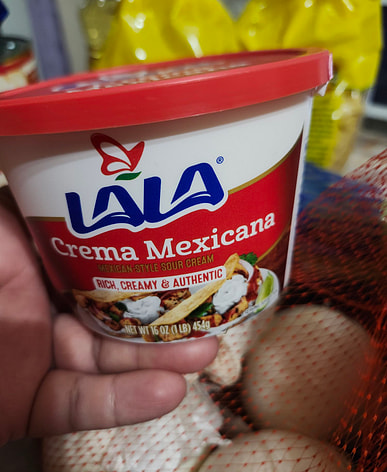 LALA®
Crema Mexicana
MEXICAN STYLE SOUR CREAM
RICH, CREAMY & AUTHENTIC
NET WT 16 OZ (1 LB) 454g